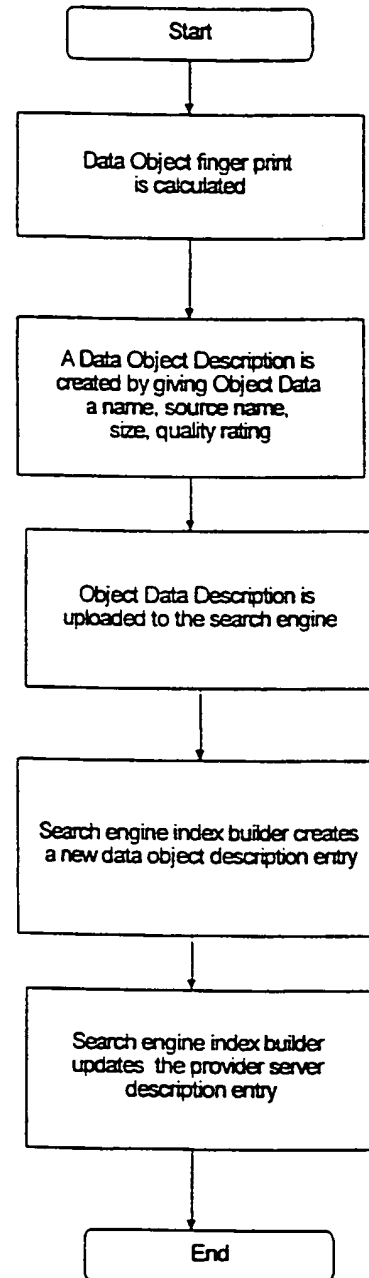 Start
Data Object finger print
is calculated
A Data Object Description is
created by giving Object Data
a name, source name,
size, quality rating
Object Data Description is
uploaded to the search engine
Search engine index builder creates
a new data object description entry
Search engine index builder
updates the provider server
description entry
End